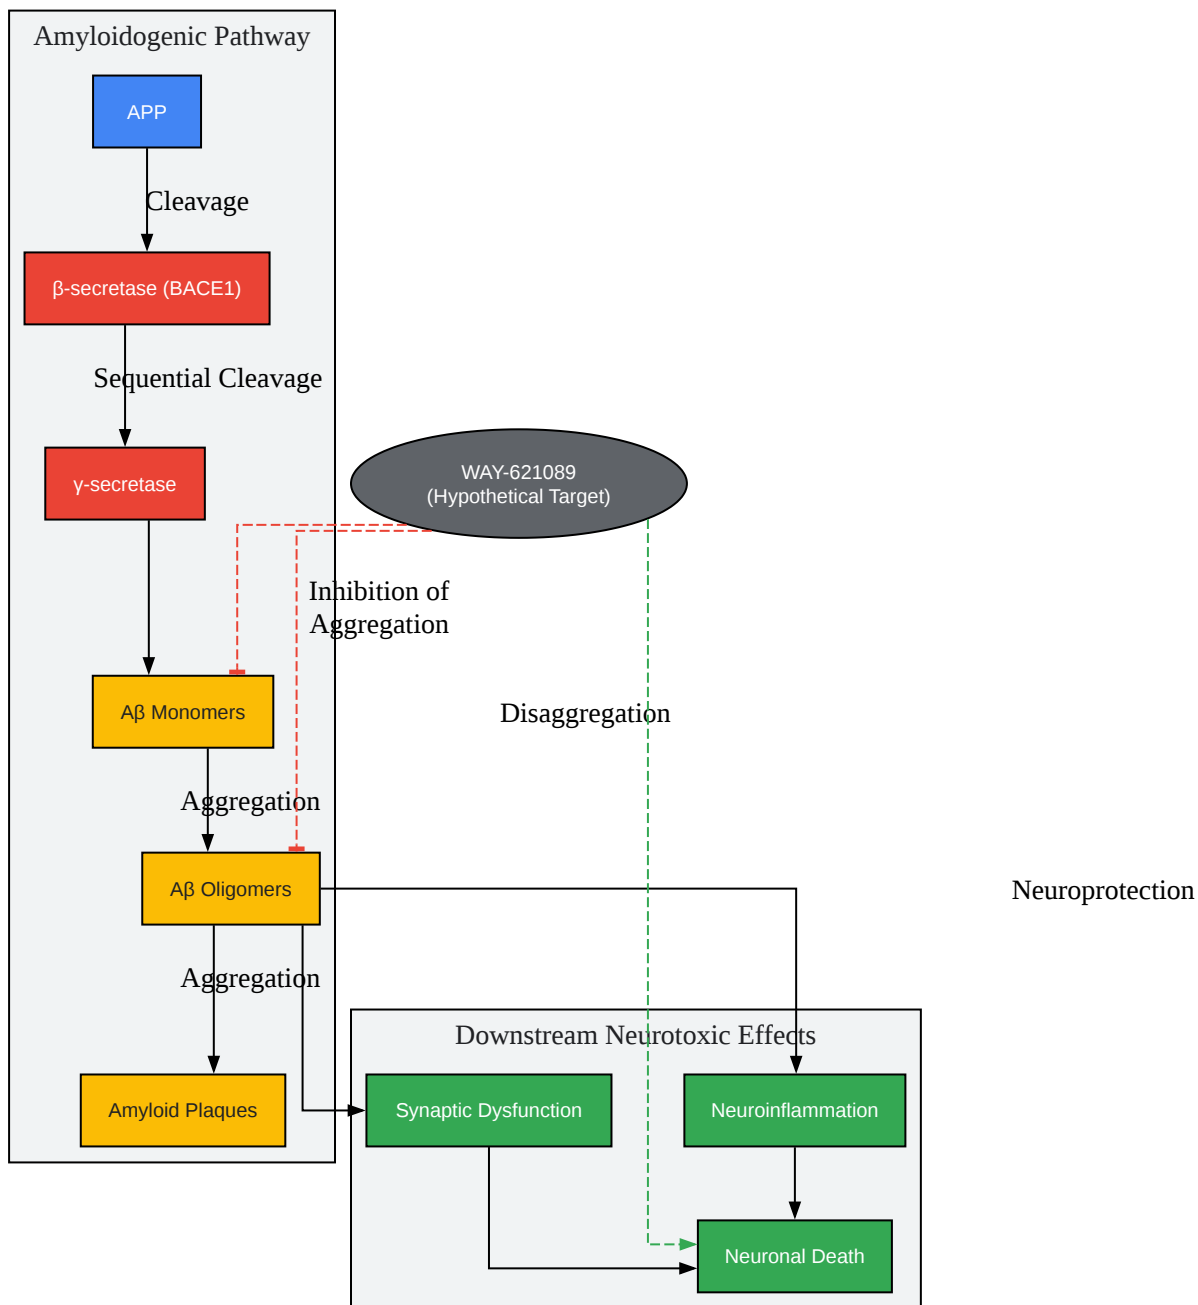 Amyloidogenic Pathway
APP
Cleavage
β-secretase (BACE1)
Sequential Cleavage
γ-secretase
WAY-621089
(Hypothetical Target)
Inhibition of
Aggregation
Aβ Monomers
Disaggregation
Aggregation
Aβ Oligomers
Neuroprotection
Aggregation
Downstream Neurotoxic Effects
Amyloid Plaques
Synaptic Dysfunction
Neuroinflammation
Neuronal Death